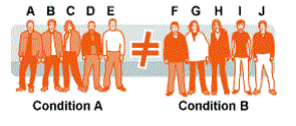 A B C D E F G H I J
≠
Condition A Condition B